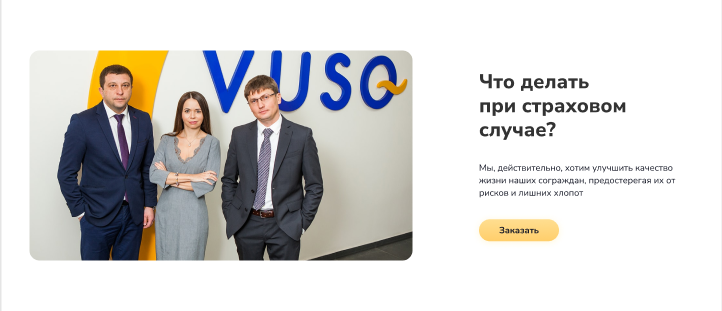 VUSO
Что делать
при страховом
случае?
Мы, действительно, хотим улучшить качество
жизни наших сограждан, предостерегая их от
рисков и лишних хлопот
Заказать